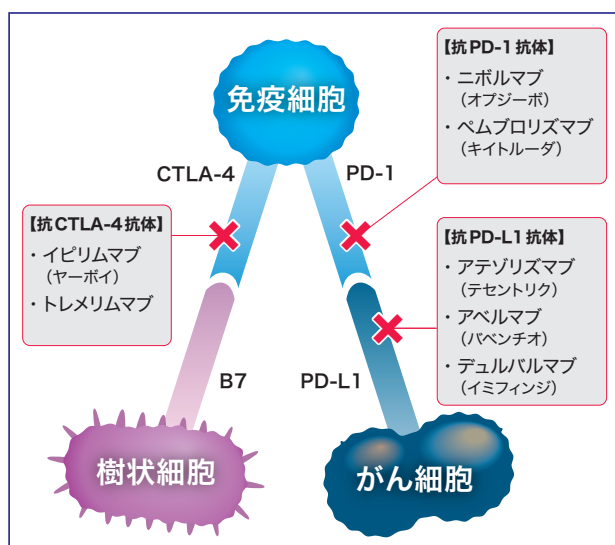 免疫細胞
CTLA-4
PD-1
【抗PD-1抗体】
・ニボルマブ
（オプジーボ）
・ペムブロリズマブ
（キイトルーダ）
【抗CTLA-4抗体】
・イピリムマブ
（ヤーボイ）
・トレメリムマブ
【抗PD-L1抗体】
・アテゾリズマブ
（テセントリク）
・アベルマブ
（バベンチオ）
・デュルバルマブ
（イミフィンジ）
B7
PD-L1
樹状細胞
がん細胞